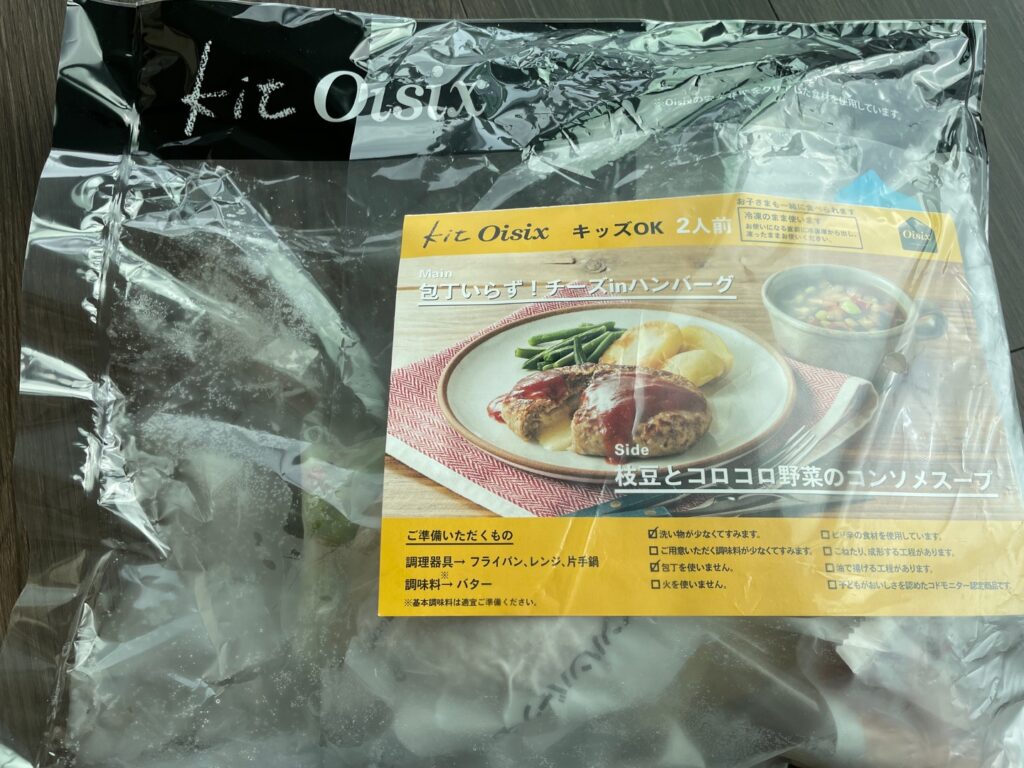 kit Oisix
※Oisixの安全基準をクリアした食材を使用しています。
お子さまも一緒に食べられます
kit Oisix キッズOK 2人前
冷凍のまま使います
お使いになる直前に冷凍庫から出し、
凍ったままお使いください。
Oisix
Main
包丁いらず!チーズinハンバーグ
Side
枝豆とコロコロ野菜のコンソメスープ
ご準備いただくもの
調理器具→ フライパン、レンジ、片手鍋
調味料※→ バター
※基本調味料は適宜ご準備ください。
☑洗い物が少なくてすみます。
☐ご用意いただく調味料が少なくてすみます。
☑包丁を使いません。
☐火を使いません。
☐ピリ辛の食材を使用しています。
☐こねたり、成形する工程があります。
☐油で揚げる工程があります。
☐子どもがおいしさを認めたコドモニター認定商品です。